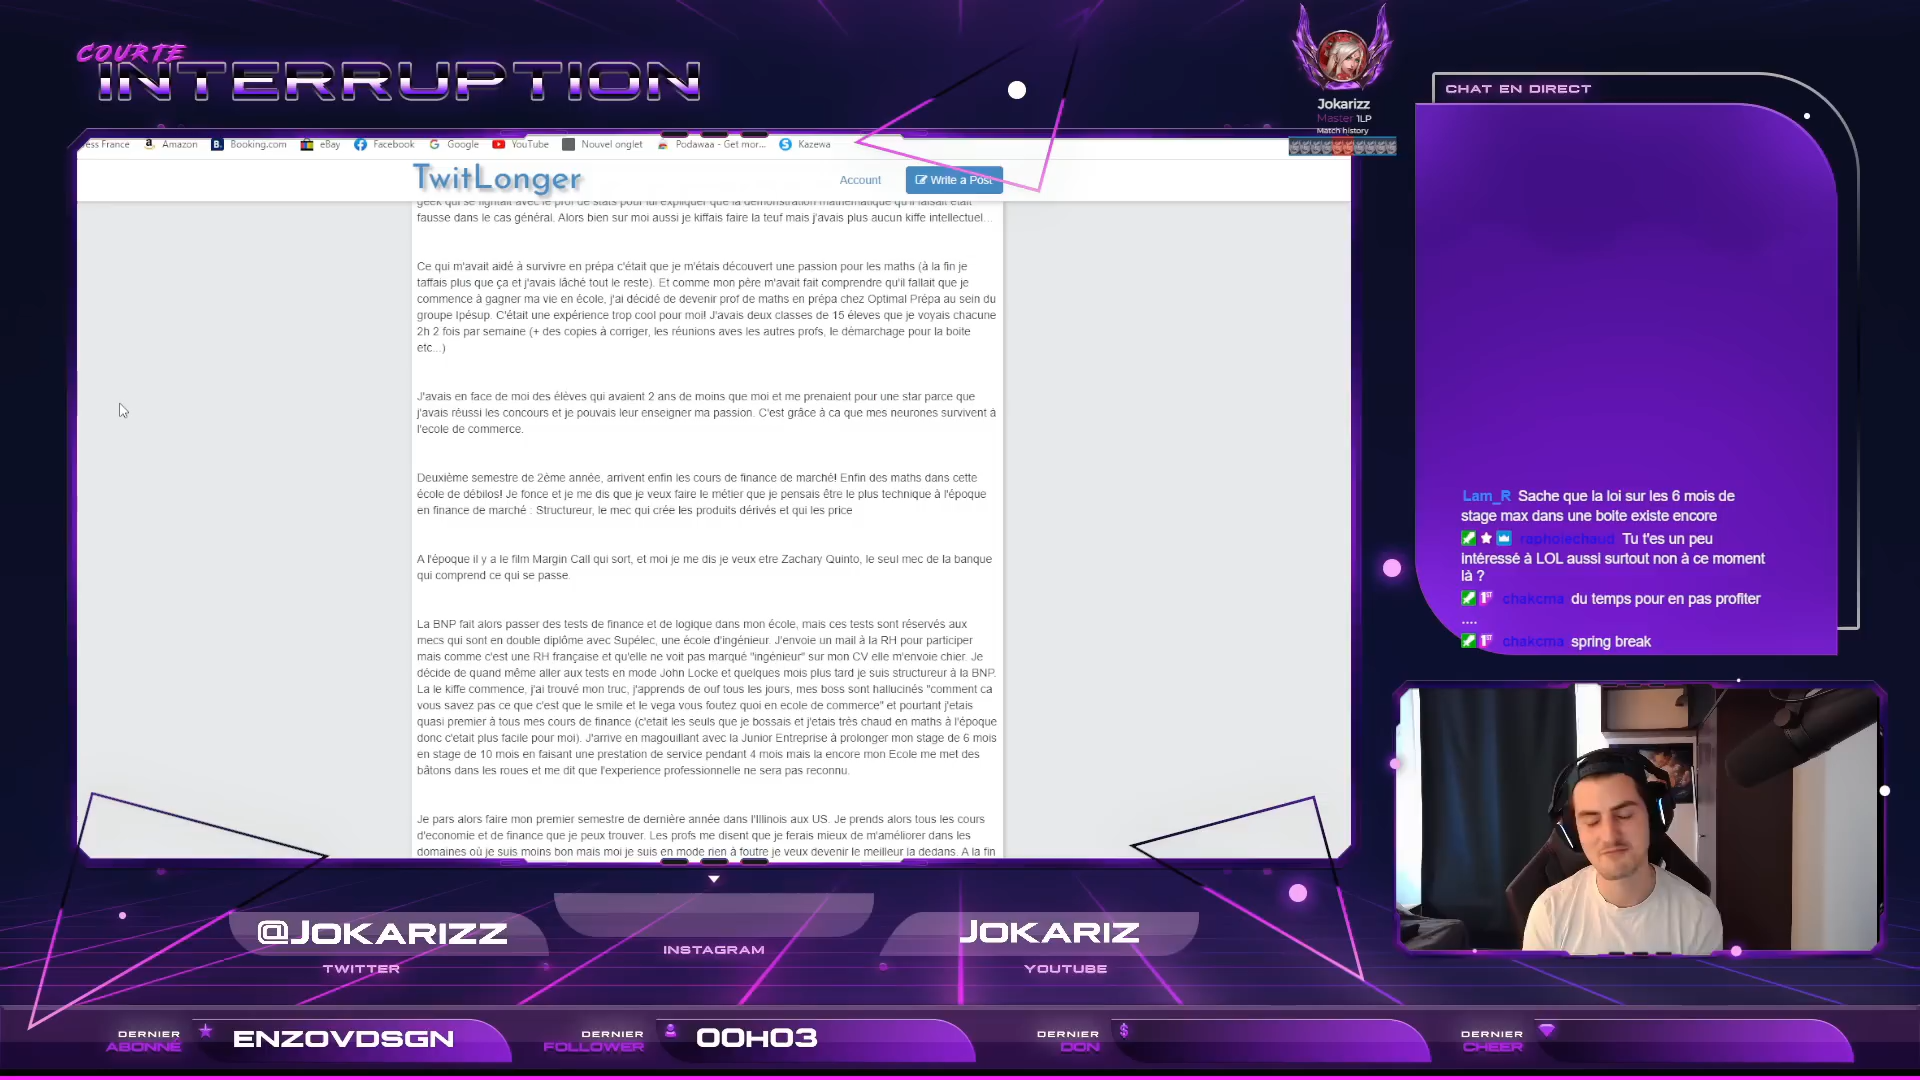 COURTE
INTERRUPTION
Jokarizz
Master 1LP
Match history
CHAT EN DIRECT
ess France Amazon Booking.com eBay Facebook Google YouTube Nouvel onglet Podawaa - Get mor... Kazewa
TwitLonger
Account
Write a Post
geek qui se fightait avec le prof de stats pour lui expliquer que la démonstration mathématique qu'il faisait était
fausse dans le cas général. Alors bien sur moi aussi je kiffais faire la teuf mais j'avais plus aucun kiffe intellectuel...
Ce qui m'avait aidé à survivre en prépa c'était que je m'étais découvert une passion pour les maths (à la fin je
taffais plus que ça et j'avais lâché tout le reste). Et comme mon père m'avait fait comprendre qu'il fallait que je
commence à gagner ma vie en école, j'ai décidé de devenir prof de maths en prépa chez Optimal Prépa au sein du
groupe Ipésup. C'était une expérience trop cool pour moi! J'avais deux classes de 15 éleves que je voyais chacune
2h 2 fois par semaine (+ des copies à corriger, les réunions aves les autres profs, le démarchage pour la boite
etc...)
J'avais en face de moi des élèves qui avaient 2 ans de moins que moi et me prenaient pour une star parce que
j'avais réussi les concours et je pouvais leur enseigner ma passion. C'est grâce à ca que mes neurones survivent à
l'ecole de commerce.
Deuxième semestre de 2ème année, arrivent enfin les cours de finance de marché! Enfin des maths dans cette
école de débilos! Je fonce et je me dis que je veux faire le métier que je pensais être le plus technique à l'époque
en finance de marché : Structureur, le mec qui crée les produits dérivés et qui les price
A l'époque il y a le film Margin Call qui sort, et moi je me dis je veux etre Zachary Quinto, le seul mec de la banque
qui comprend ce qui se passe.
La BNP fait alors passer des tests de finance et de logique dans mon école, mais ces tests sont réservés aux
mecs qui sont en double diplôme avec Supélec, une école d'ingénieur. J'envoie un mail à la RH pour participer
mais comme c'est une RH française et qu'elle ne voit pas marqué "ingénieur" sur mon CV elle m'envoie chier. Je
décide de quand même aller aux tests en mode John Locke et quelques mois plus tard je suis structureur à la BNP.
La le kiffe commence, j'ai trouvé mon truc, j'apprends de ouf tous les jours, mes boss sont hallucinés "comment ca
vous savez pas ce que c'est que le smile et le vega vous foutez quoi en ecole de commerce" et pourtant j'etais
quasi premier à tous mes cours de finance (c'etait les seuls que je bossais et j'etais très chaud en maths à l'époque
donc c'etait plus facile pour moi). J'arrive en magouillant avec la Junior Entreprise à prolonger mon stage de 6 mois
en stage de 10 mois en faisant une prestation de service pendant 4 mois mais la encore mon Ecole me met des
bâtons dans les roues et me dit que l'experience professionnelle ne sera pas reconnu.
Je pars alors faire mon premier semestre de dernière année dans l'Illinois aux US. Je prends alors tous les cours
d'economie et de finance que je peux trouver. Les profs me disent que je ferais mieux de m'améliorer dans les
domaines où je suis moins bon mais moi je suis en mode rien à foutre je veux devenir le meilleur la dedans. A la fin
Lam_R Sache que la loi sur les 6 mois de
stage max dans une boite existe encore
rapholechaud Tu t'es un peu
intéressé à LOL aussi surtout non à ce moment
là ?
1ST chakcma du temps pour en pas profiter
....
1ST chakcma spring break
@JOKARIZZ
TWITTER
INSTAGRAM
JOKARIZ
YOUTUBE
DERNIER
ABONNÉ
ENZOVDSGN
DERNIER
FOLLOWER
00H03
DERNIER
DON
DERNIER
CHEER